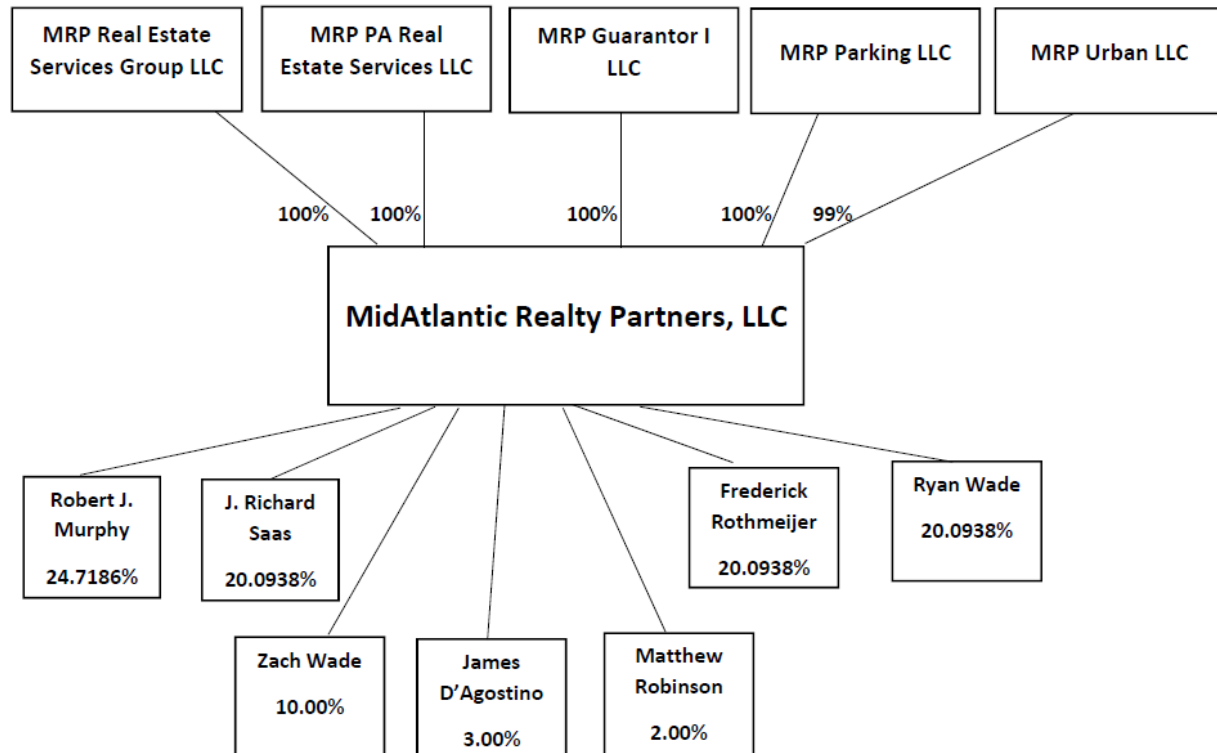 MRP Real Estate
Services Group LLC
MRP PA Real
Estate Services LLC
MRP Guarantor I
LLC
MRP Parking LLC
MRP Urban LLC
100%
100%
100%
100%
99%
MidAtlantic Realty Partners, LLC
Robert J.
Murphy
24.7186%
J. Richard
Saas
20.0938%
Frederick
Rothmeijer
20.0938%
Ryan Wade
20.0938%
Zach Wade
10.00%
James
D’Agostino
3.00%
Matthew
Robinson
2.00%